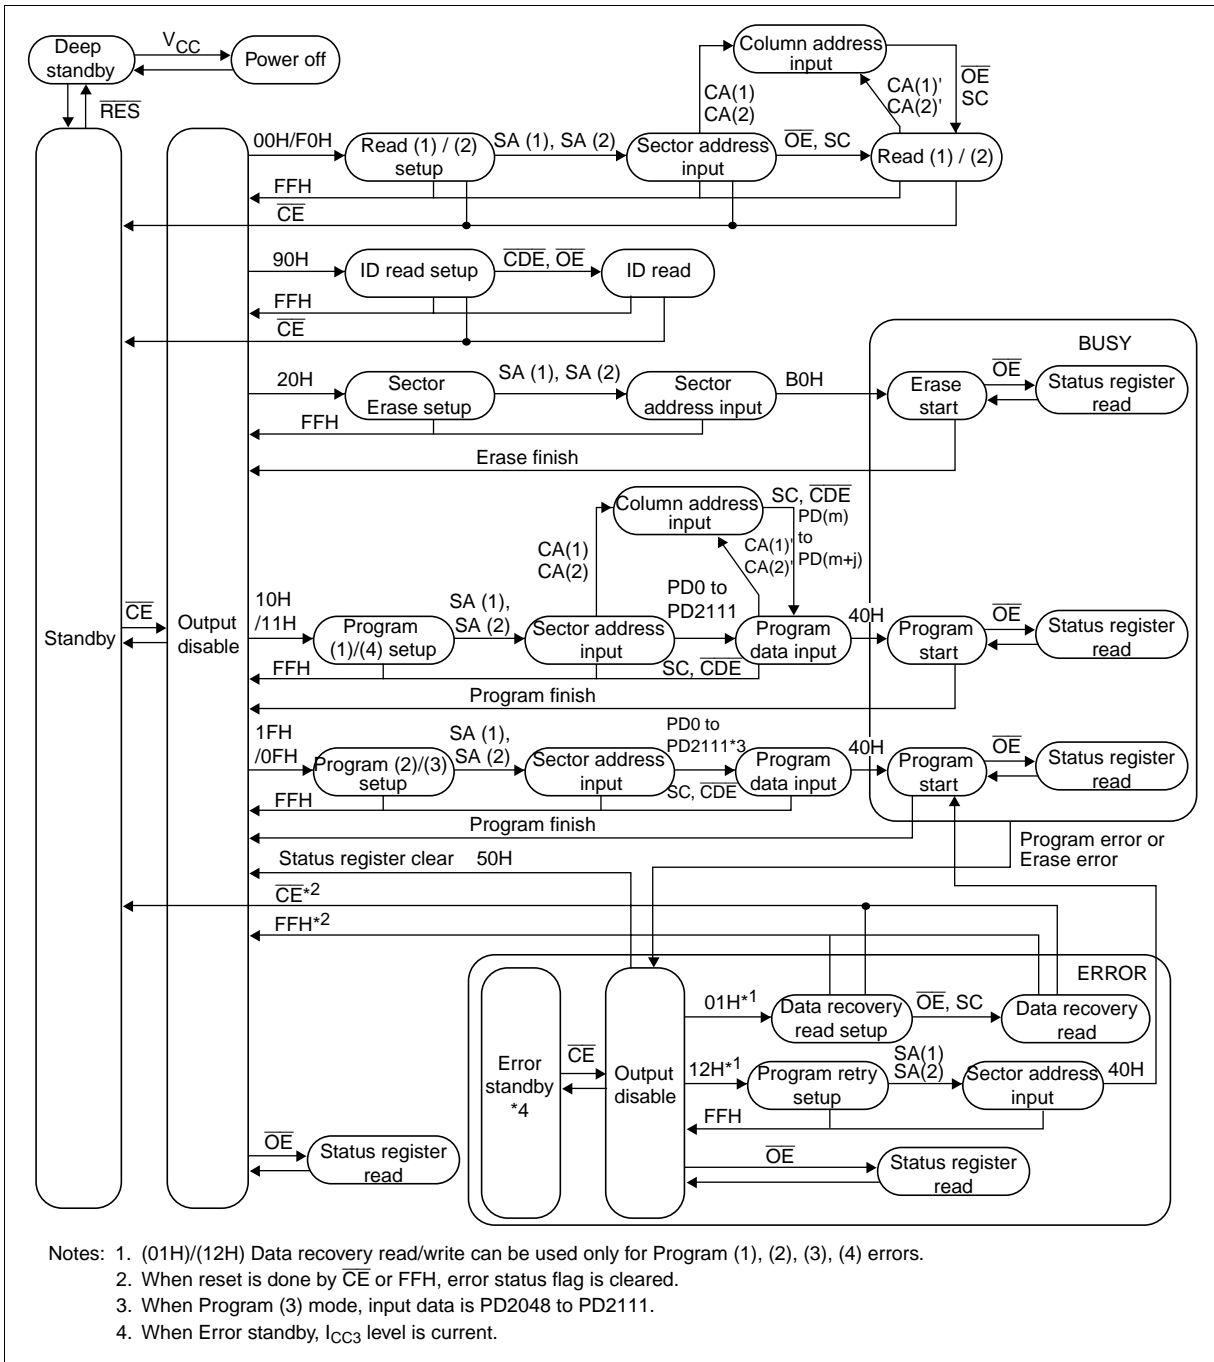 Deep
standby
VCC
Power off
RES
Column address
input
CA(1)
CA(2)
CA(1)'
CA(2)'
OE
SC
00H/F0H
Read (1) / (2)
setup
SA (1), SA (2)
Sector address
input
OE, SC
Read (1) / (2)
FFH
CE
90H
ID read setup
CDE, OE
ID read
FFH
CE
BUSY
20H
Sector
Erase setup
SA (1), SA (2)
Sector
address input
B0H
Erase
start
OE
Status register
read
FFH
Erase finish
Column address
input
SC, CDE
PD(m)
to
PD(m+j)
CA(1)
CA(2)
CA(1)'
CA(2)'
Standby
CE
Output
disable
10H
/11H
Program
(1)/(4) setup
SA (1),
SA (2)
Sector address
input
PD0 to
PD2111
SC, CDE
Program
data input
40H
Program
start
OE
Status register
read
FFH
Program finish
1FH
/0FH
Program (2)/(3)
setup
SA (1),
SA (2)
Sector address
input
PD0 to
PD2111*3
SC, CDE
Program
data input
40H
Program
start
OE
Status register
read
FFH
Program finish
Program error or
Erase error
Status register clear 50H
CE*2
FFH*2
ERROR
Error
standby
*4
CE
Output
disable
01H*1
Data recovery
read setup
OE, SC
Data recovery
read
12H*1
Program retry
setup
SA(1)
SA(2)
Sector address
input
40H
FFH
OE
Status register
read
OE
Status register
read
Notes: 1. (01H)/(12H) Data recovery read/write can be used only for Program (1), (2), (3), (4) errors.
2. When reset is done by CE or FFH, error status flag is cleared.
3. When Program (3) mode, input data is PD2048 to PD2111.
4. When Error standby, ICC3 level is current.